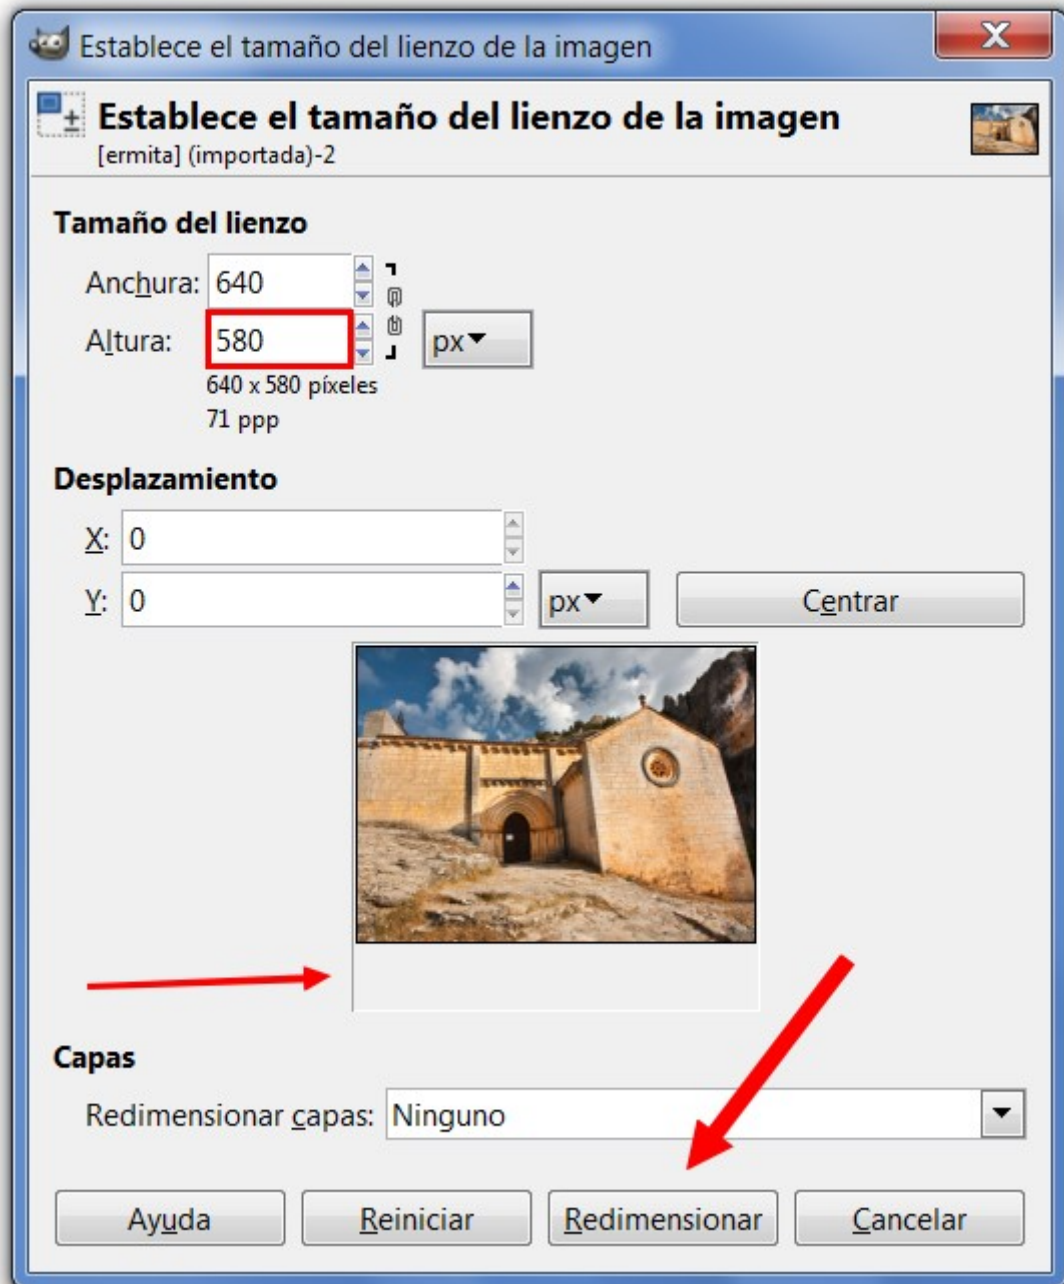 Establece el tamaño del lienzo de la imagen
Establece el tamaño del lienzo de la imagen
[ermita] (importada)-2
Tamaño del lienzo
Anchura: 640
Altura: 580 px
640 x 580 píxeles
71 ppp
Desplazamiento
X: 0
Y: 0 px Centrar
Capas
Redimensionar capas: Ninguno
Ayuda Reiniciar Redimensionar Cancelar